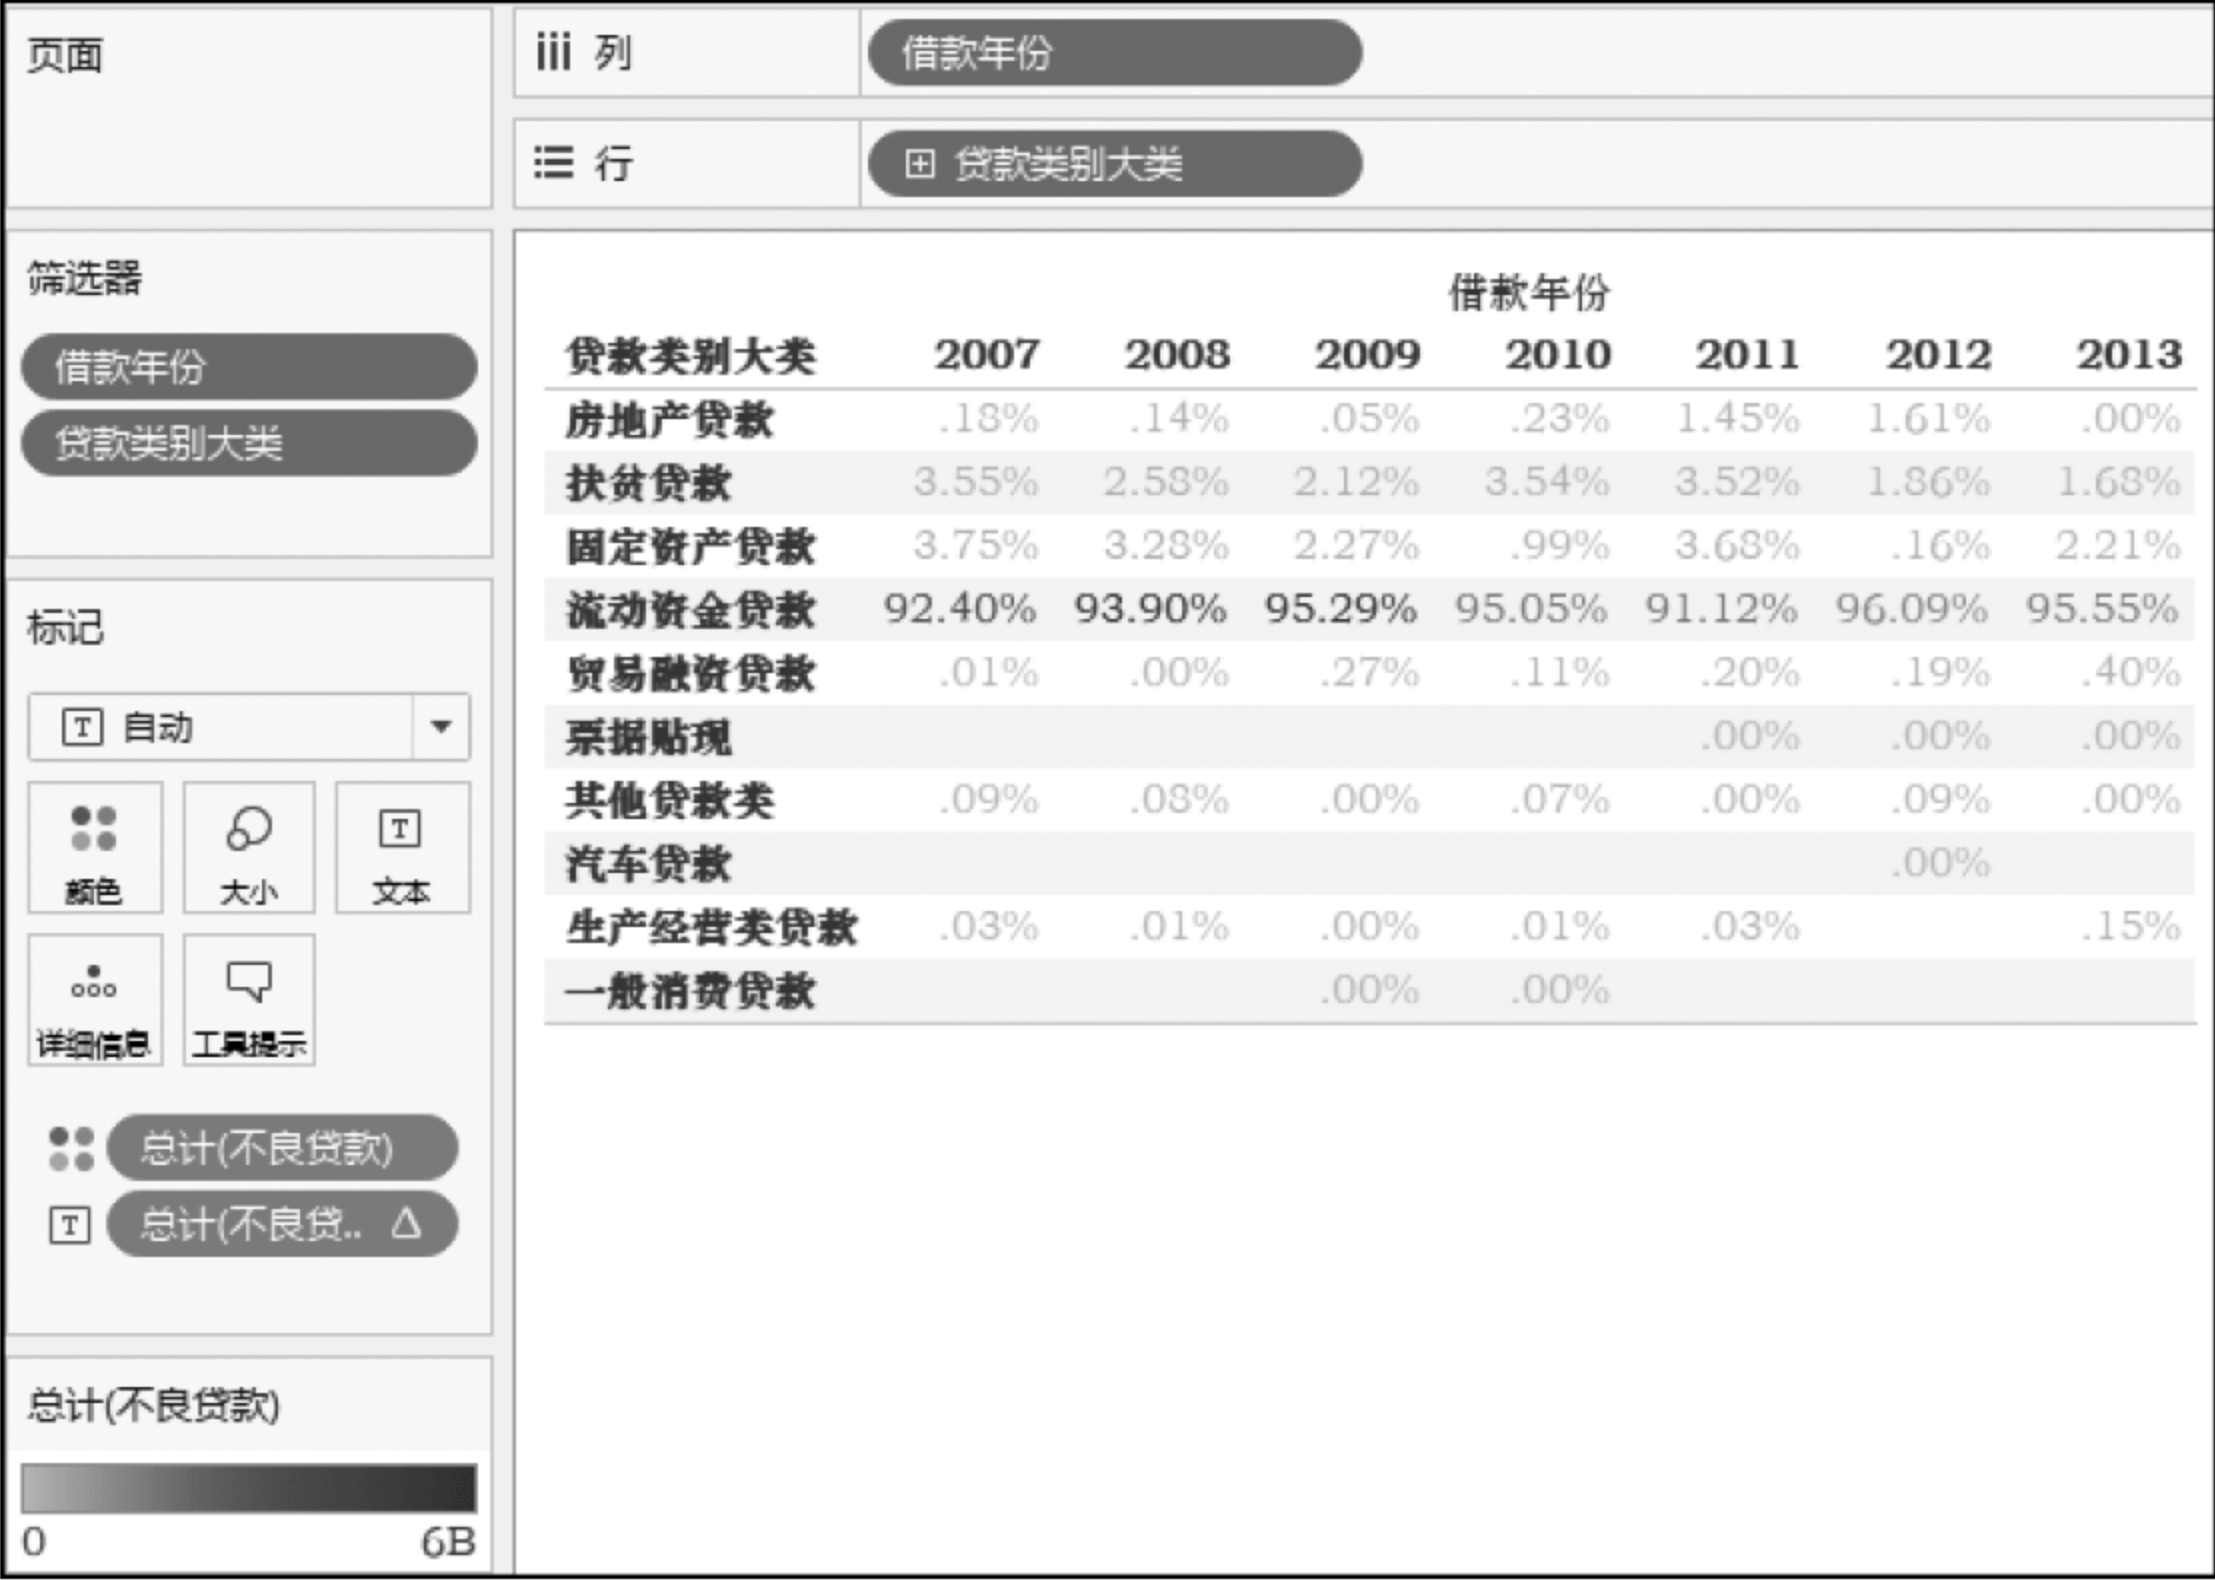 页面
iii 列 借款年份
行 贷款类别大类
筛选器
借款年份
贷款类别大类
标记
T 自动
颜色 大小 T 文本
详细信息 工具提示
总计(不良贷款)
T 总计(不良贷.. Δ
总计(不良贷款)
0 6B
借款年份
贷款类别大类 2007 2008 2009 2010 2011 2012 2013
房地产贷款 .18% .14% .05% .23% 1.45% 1.61% .00%
扶贫贷款 3.55% 2.58% 2.12% 3.54% 3.52% 1.86% 1.68%
固定资产贷款 3.75% 3.28% 2.27% .99% 3.68% .16% 2.21%
流动资金贷款 92.40% 93.90% 95.29% 95.05% 91.12% 96.09% 95.55%
贸易融资贷款 .01% .00% .27% .11% .20% .19% .40%
票据贴现 .00% .00% .00%
其他贷款类 .09% .08% .00% .07% .00% .09% .00%
汽车贷款 .00%
生产经营类贷款 .03% .01% .00% .01% .03% .15%
一般消费贷款 .00% .00%